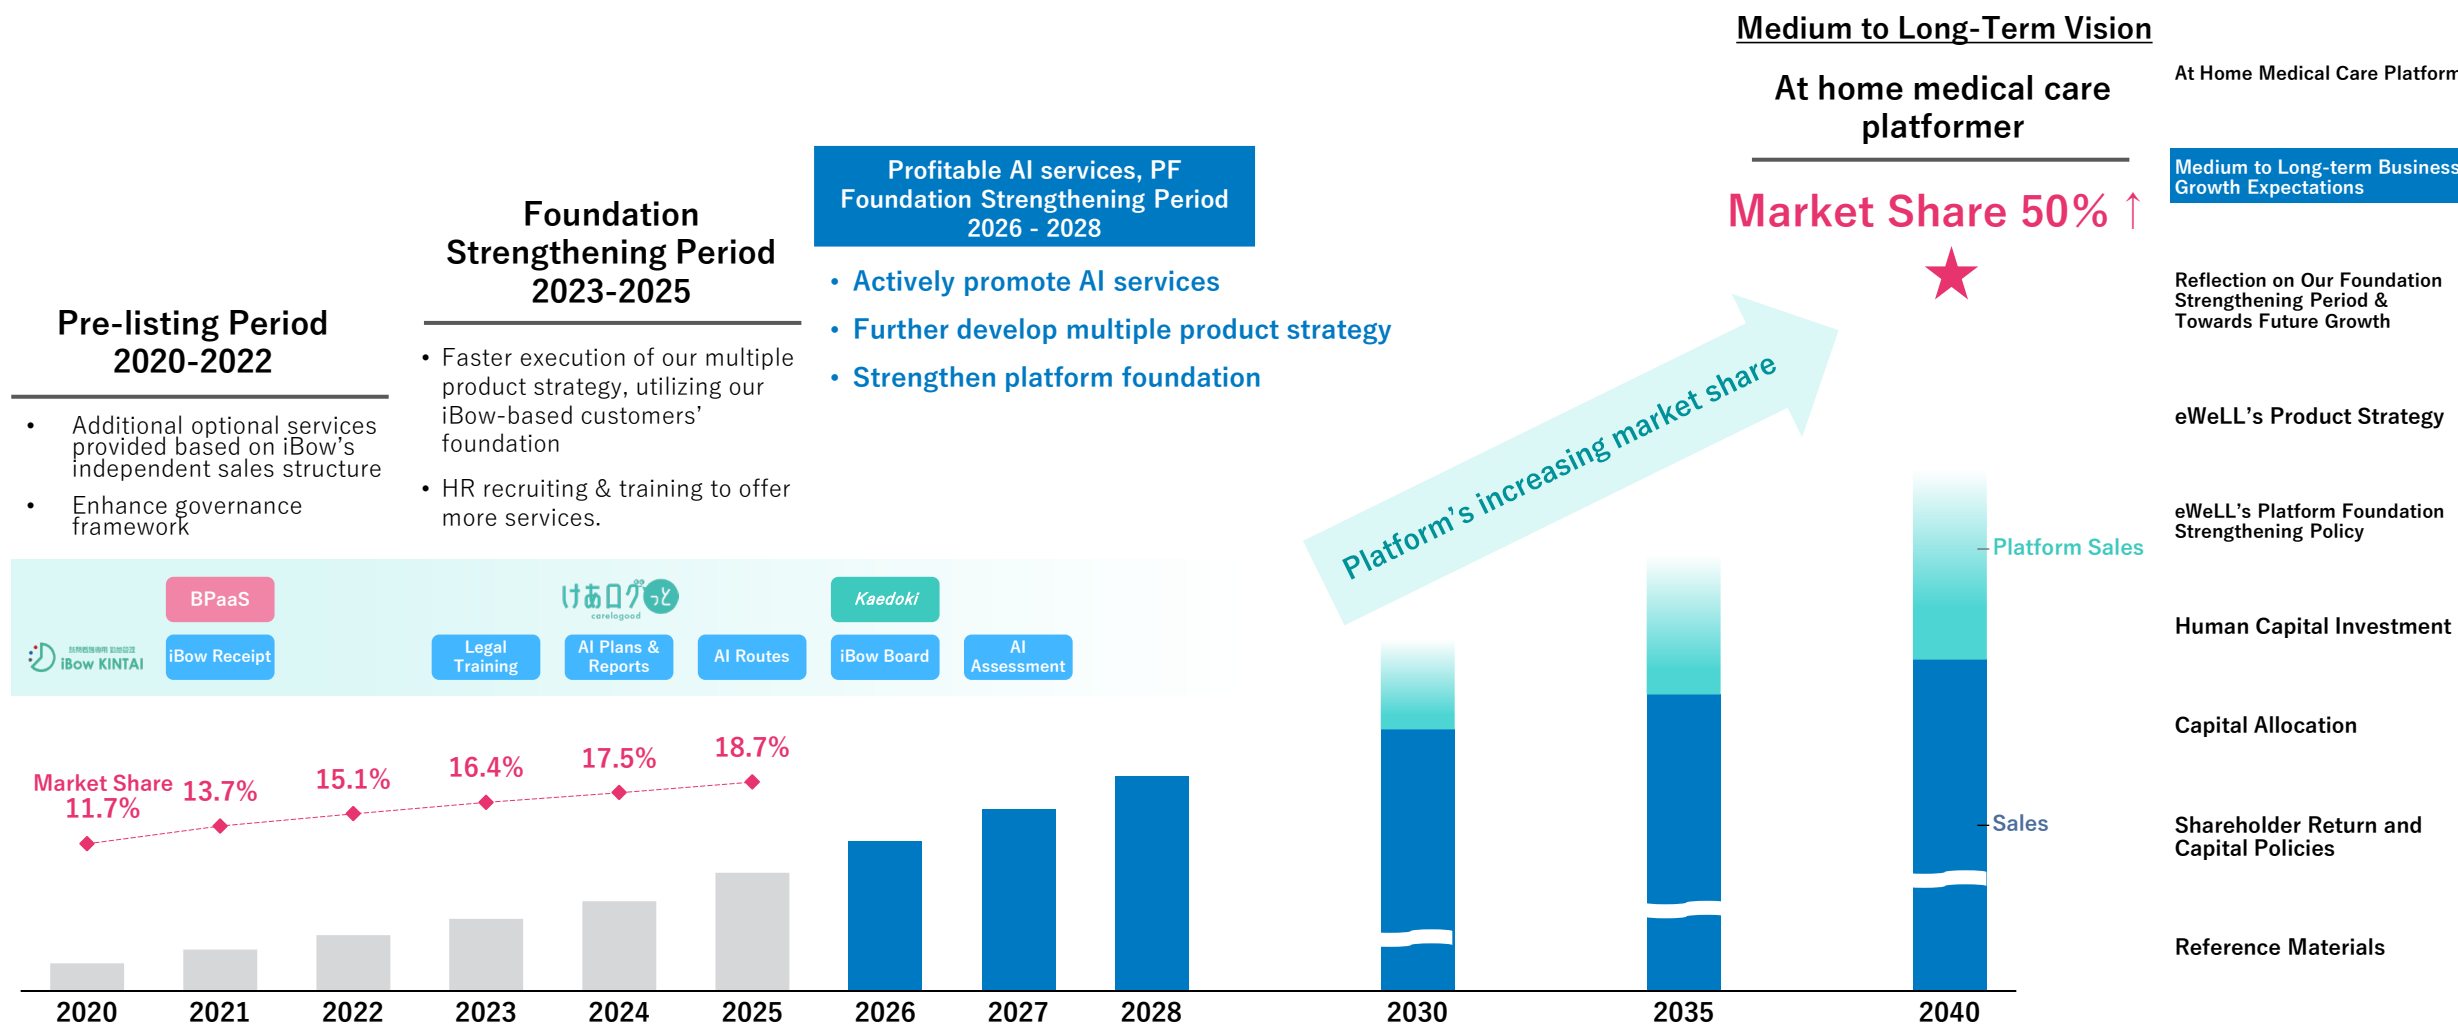 Medium to Long-Term Vision
At home medical care
platformer
Market Share 50% ↑
Profitable AI services, PF
Foundation Strengthening Period
2026 - 2028
• Actively promote AI services
• Further develop multiple product strategy
• Strengthen platform foundation
Foundation
Strengthening Period
2023-2025
• Faster execution of our multiple
product strategy, utilizing our
iBow-based customers’
foundation
• HR recruiting & training to offer
more services.
Pre-listing Period
2020-2022
• Additional optional services
provided based on iBow’s
independent sales structure
• Enhance governance
framework
Platform’s increasing market share
BPaaS
iBow KINTAI
iBow Receipt
Legal
Training
けあログっと
carelogood
AI Plans &
Reports
AI Routes
Kaedoki
iBow Board
AI
Assessment
Market Share
11.7%
13.7%
15.1%
16.4%
17.5%
18.7%
Platform Sales
Sales
2020
2021
2022
2023
2024
2025
2026
2027
2028
2030
2035
2040
At Home Medical Care Platform
Medium to Long-term Business
Growth Expectations
Reflection on Our Foundation
Strengthening Period &
Towards Future Growth
eWeLL’s Product Strategy
eWeLL’s Platform Foundation
Strengthening Policy
Human Capital Investment
Capital Allocation
Shareholder Return and
Capital Policies
Reference Materials